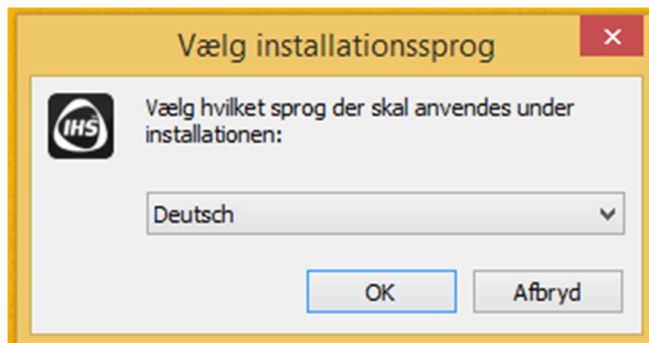 Vælg installationssprog
IHS
Vælg hvilket sprog der skal anvendes under
installationen:
Deutsch
OK
Afbryd